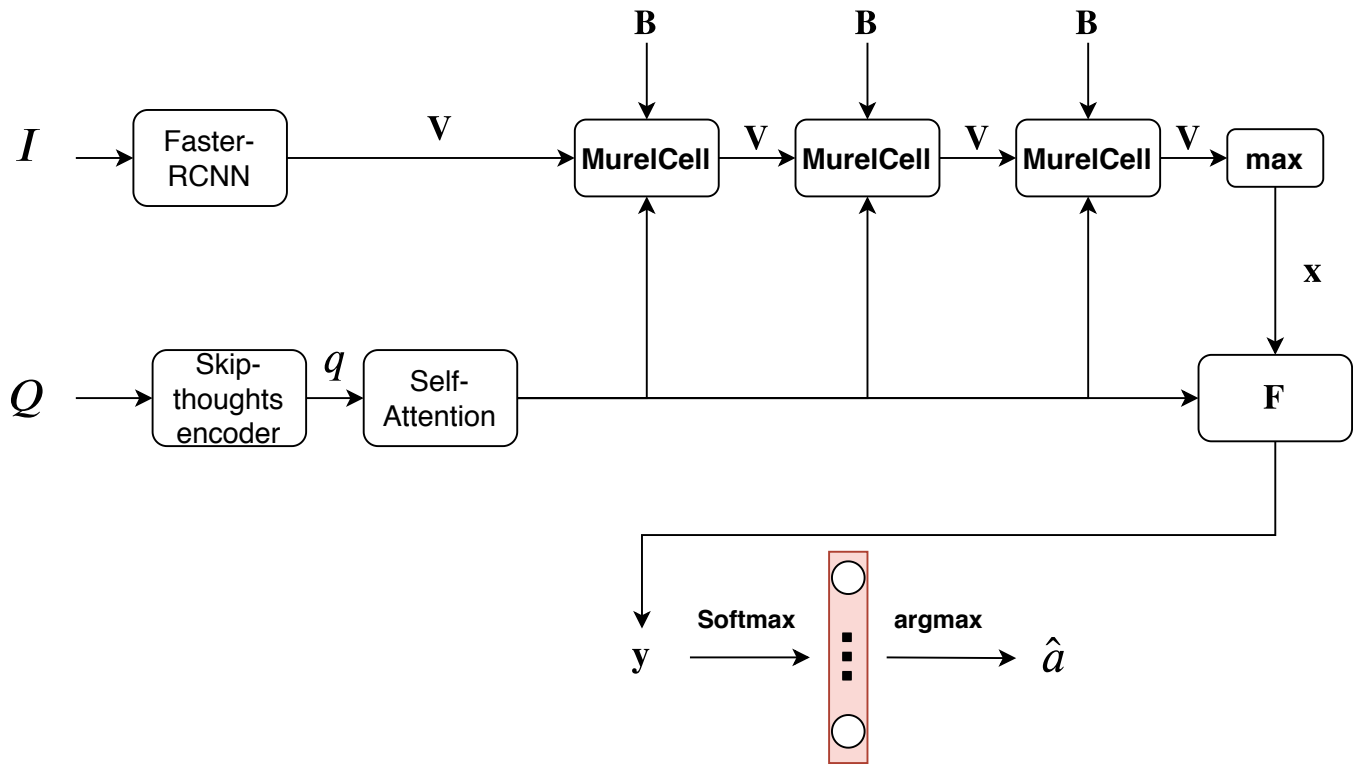 B B B
I
Faster-
RCNN
V
MurelCell
V
MurelCell
V
MurelCell
V
max
x
Q
Skip-
thoughts
encoder
q
Self-
Attention
F
y
Softmax
argmax
â